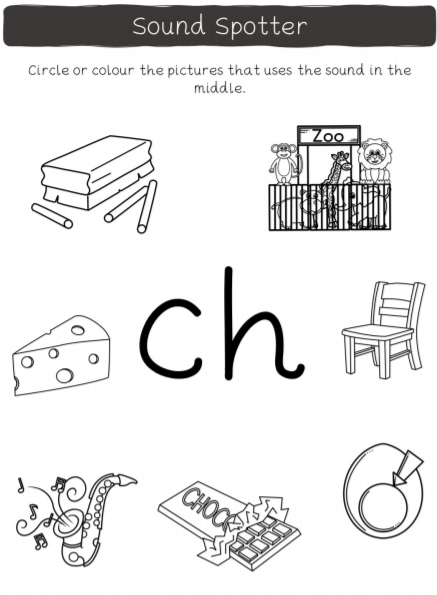 Sound Spotter
Circle or colour the pictures that uses the sound in the
middle.
Zoo
ch
CHOC